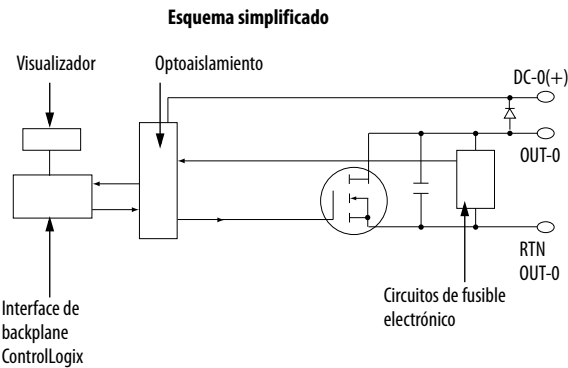 Esquema simplificado
Visualizador
Optoaislamiento
DC-0(+)
OUT-0
RTN
OUT-0
Circuitos de fusible
electrónico
Interface de
backplane
ControlLogix